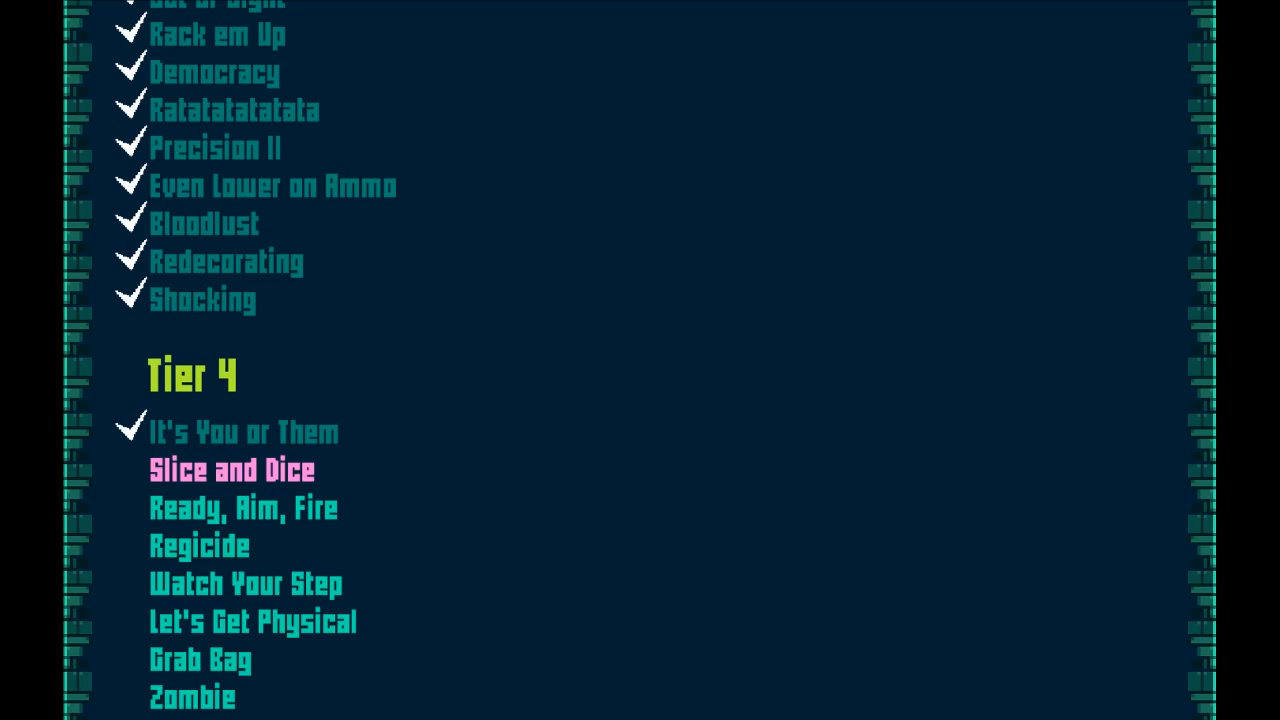 Rack em Up
Democracy
Ratatatatatata
Precision II
Even Lower on Ammo
Bloodlust
Redecorating
Shocking
Tier 4
It's You or Them
Slice and Dice
Ready, Aim, Fire
Regicide
Watch Your Step
Let's Get Physical
Grab Bag
Zombie